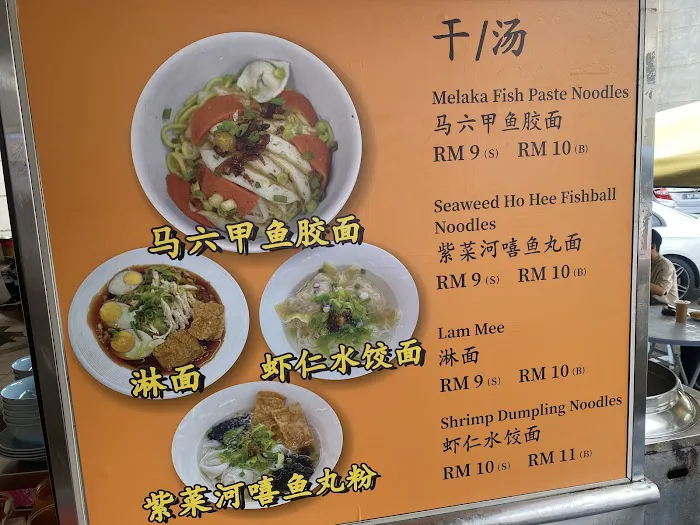 干/汤
Melaka Fish Paste Noodles
马六甲鱼胶面
RM 9 (S) RM 10 (B)
Seaweed Ho Hee Fishball
Noodles
紫菜河嘻鱼丸面
RM 9 (S) RM 10 (B)
Lam Mee
淋面
RM 9 (S) RM 10 (B)
Shrimp Dumpling Noodles
虾仁水饺面
RM 10 (S) RM 11 (B)
马六甲鱼胶面
淋面
虾仁水饺面
紫菜河嘻鱼丸粉